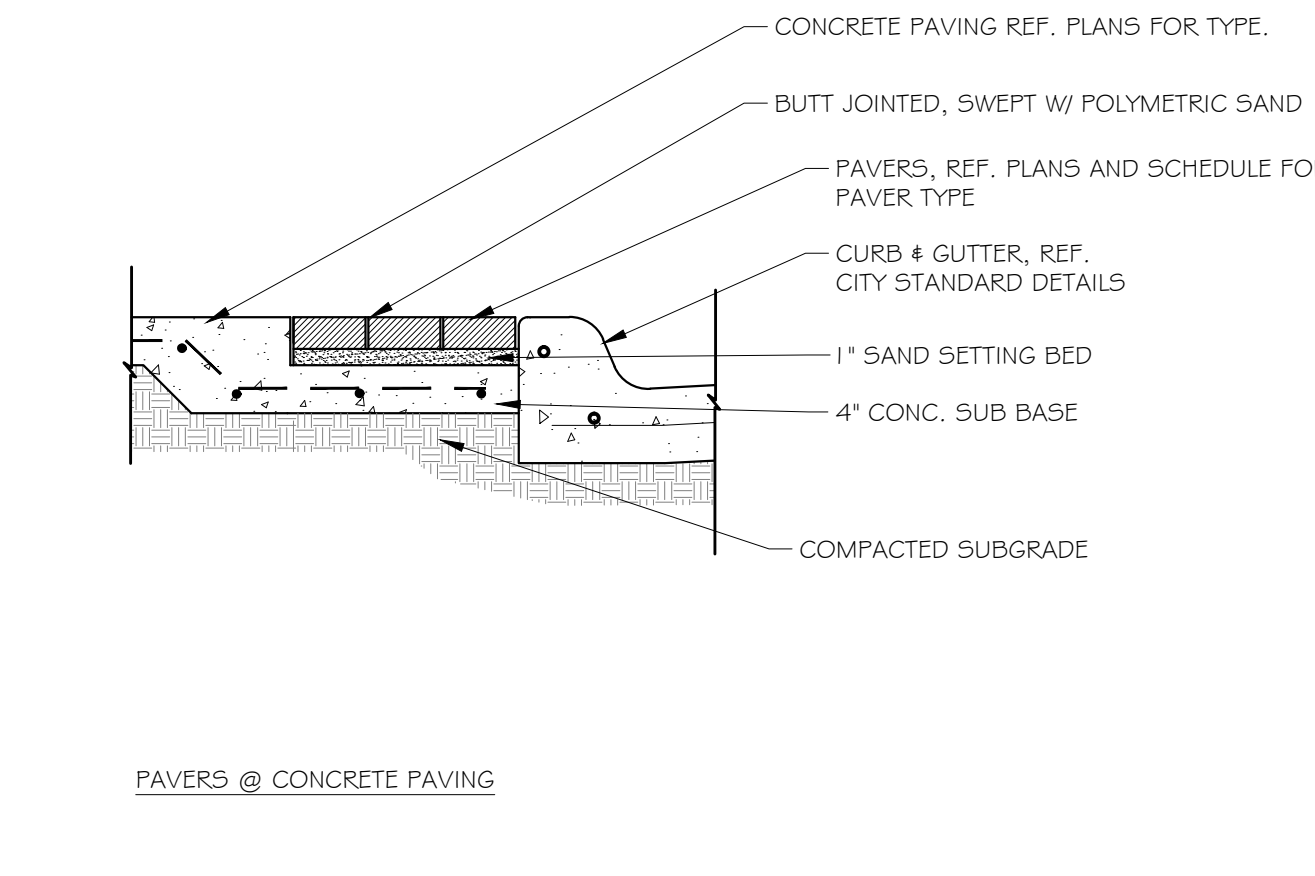 CONCRETE PAVING REF. PLANS FOR TYPE.
BUTT JOINTED, SWEPT W/ POLYMETRIC SAND
PAVERS, REF. PLANS AND SCHEDULE
PAVER TYPE
CURB & GUTTER, REF.
CITY STANDARD DETAILS
1" SAND SETTING BED
4" CONC. SUB BASE
COMPACTED SUBGRADE
PAVERS @ CONCRETE PAVING